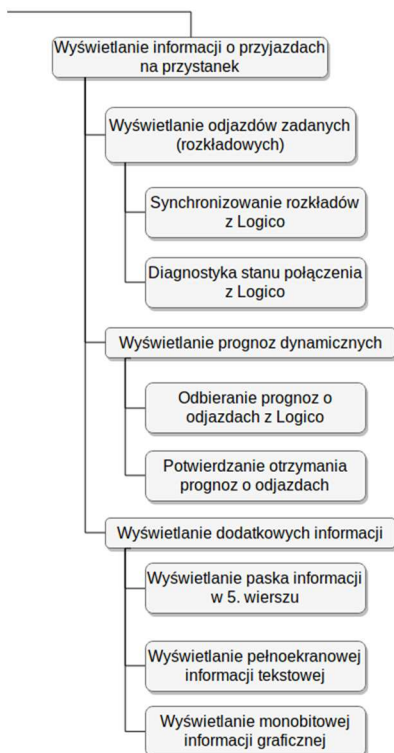 Wyświetlanie informacji o przyjazdach
na przystanek
Wyświetlanie odjazdów zadanych
(rozkładowych)
Synchronizowanie rozkładów
z Logico
Diagnostyka stanu połączenia
z Logico
Wyświetlanie prognoz dynamicznych
Odbieranie prognoz o
odjazdach z Logico
Potwierdzanie otrzymania
prognoz o odjazdach
Wyświetlanie dodatkowych informacji
Wyświetlanie paska informacji
w 5. wierszu
Wyświetlanie pełnoekranowej
informacji tekstowej
Wyświetlanie monobitowej
informacji graficznej